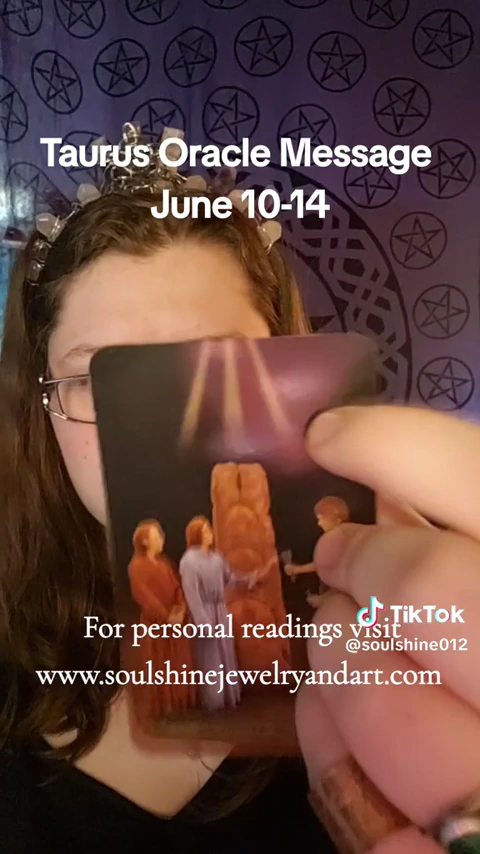 Taurus Oracle Message
June 10-14
For personal readings visit
TikTok
@soulshine012
www.soulshinejewelryandart.com